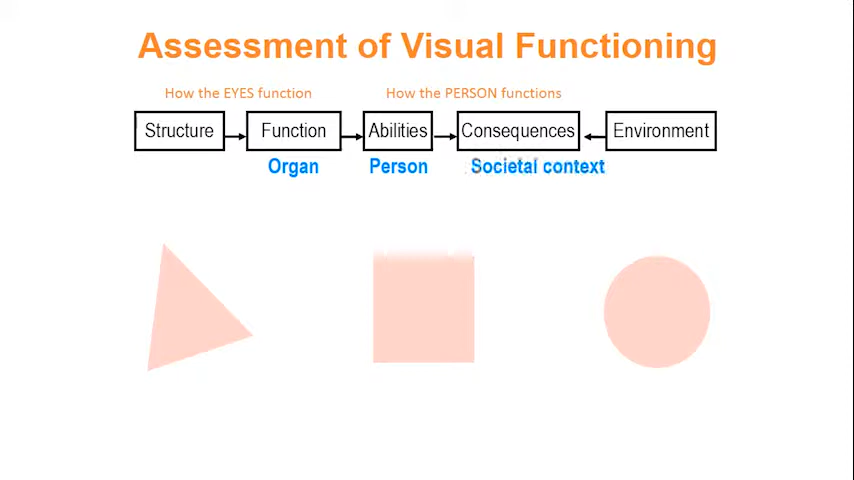 Assessment of Visual Functioning
How the EYES function How the PERSON functions
Structure Function Abilities Consequences Environment
Organ Person Societal context